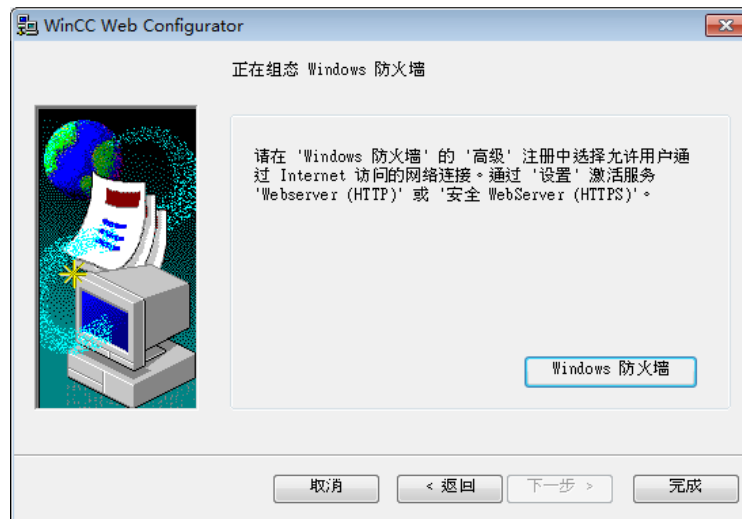 WinCC Web Configurator
正在组态 Windows 防火墙
请在 'Windows 防火墙' 的 '高级' 注册中选择允许用户通
过 Internet 访问的网络连接。通过 '设置' 激活服务
'Webserver (HTTP)' 或 '安全 WebServer (HTTPS)'。
Windows 防火墙
取消
< 返回
下一步 >
完成